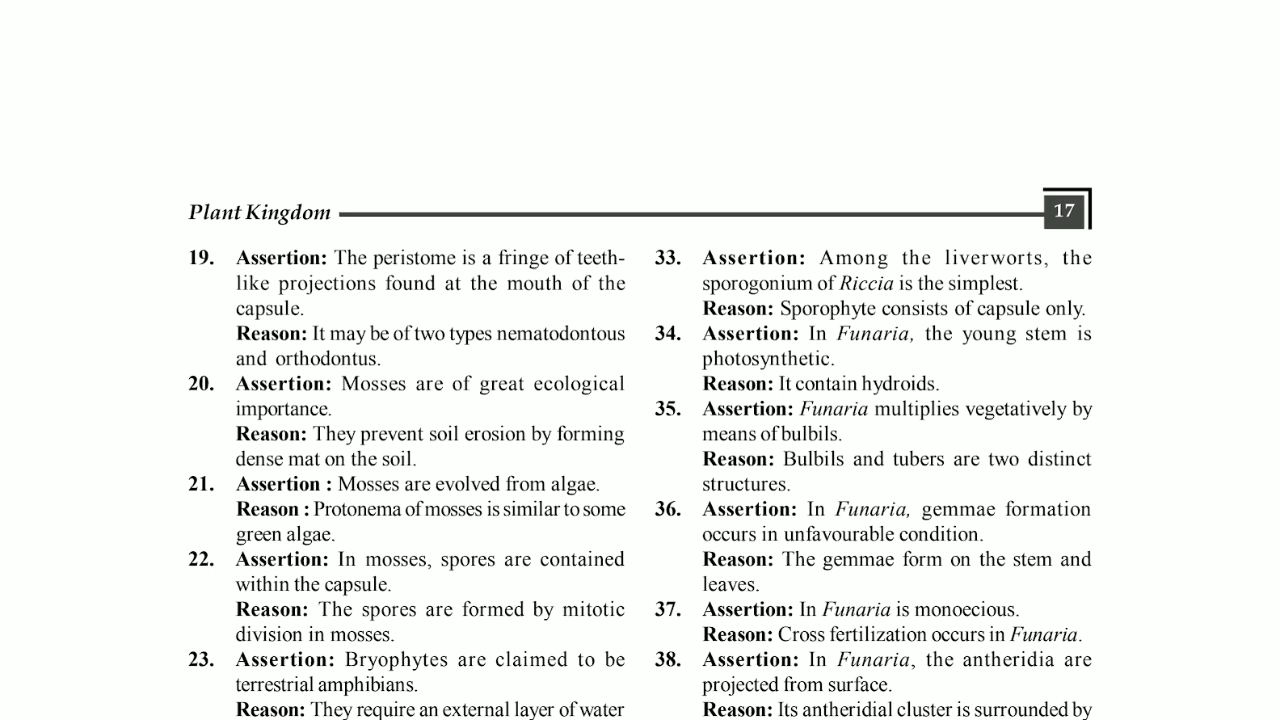 Plant Kingdom 17
19. Assertion: The peristome is a fringe of teeth-
like projections found at the mouth of the
capsule.
Reason: It may be of two types nematodontous
and orthodontus.
20. Assertion: Mosses are of great ecological
importance.
Reason: They prevent soil erosion by forming
dense mat on the soil.
21. Assertion : Mosses are evolved from algae.
Reason : Protonema of mosses is similar to some
green algae.
22. Assertion: In mosses, spores are contained
within the capsule.
Reason: The spores are formed by mitotic
division in mosses.
23. Assertion: Bryophytes are claimed to be
terrestrial amphibians.
Reason: They require an external layer of water
33. Assertion: Among the liverworts, the
sporogonium of Riccia is the simplest.
Reason: Sporophyte consists of capsule only.
34. Assertion: In Funaria, the young stem is
photosynthetic.
Reason: It contain hydroids.
35. Assertion: Funaria multiplies vegetatively by
means of bulbils.
Reason: Bulbils and tubers are two distinct
structures.
36. Assertion: In Funaria, gemmae formation
occurs in unfavourable condition.
Reason: The gemmae form on the stem and
leaves.
37. Assertion: In Funaria is monoecious.
Reason: Cross fertilization occurs in Funaria.
38. Assertion: In Funaria, the antheridia are
projected from surface.
Reason: Its antheridial cluster is surrounded by